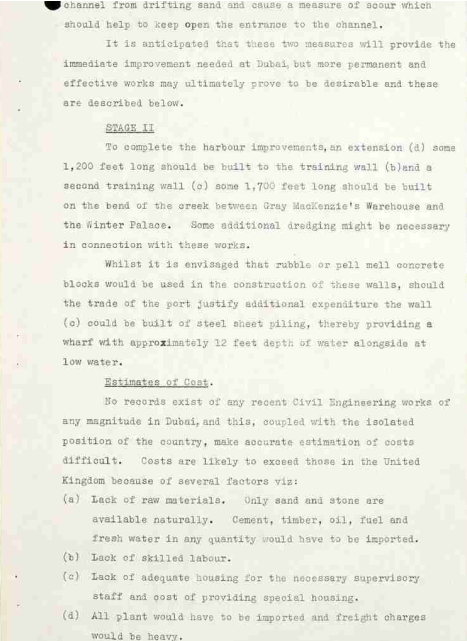 channel from drifting sand and cause a measure of scour which
should help to keep open the entrance to the channel.
It is anticipated that these two measures will provide the
immediate improvement needed at Dubai, but more permanent and
effective works may ultimately prove to be desirable and these
are described below.
STAGE II
To complete the harbour improvements, an extension (d) some
1,200 feet long should be built to the training wall (b)and a
second training wall (c) some 1,700 feet long should be built
on the bend of the creek between Gray MacKenzie's Warehouse and
the Winter Palace. Some additional dredging might be necessary
in connection with these works.
Whilst it is envisaged that rubble or pell mell concrete
blocks would be used in the construction of these walls, should
the trade of the port justify additional expenditure the wall
(c) could be built of steel sheet piling, thereby providing a
wharf with approximately 12 feet depth of water alongside at
low water.
Estimates of Cost.
No records exist of any recent Civil Engineering works of
any magnitude in Dubai, and this, coupled with the isolated
position of the country, make accurate estimation of costs
difficult. Costs are likely to exceed those in the United
Kingdom because of several factors viz:
(a) Lack of raw materials. Only sand and stone are
available naturally. Cement, timber, oil, fuel and
fresh water in any quantity would have to be imported.
(b) Lack of skilled labour.
(c) Lack of adequate housing for the necessary supervisory
staff and cost of providing special housing.
(d) All plant would have to be imported and freight charges
would be heavy.